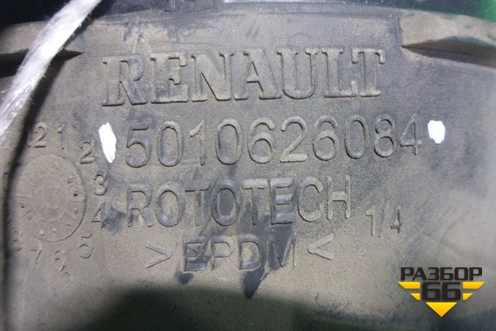 RENAULT
5010626084
ROTOTECH 1/4
> EPDM <
РАЗБОР
66